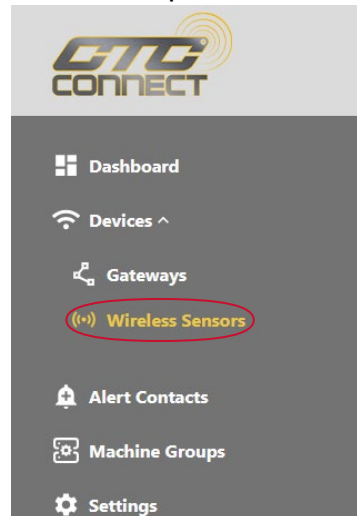 CTC
CONNECT
Dashboard
Devices ^
Gateways
Wireless Sensors
Alert Contacts
Machine Groups
Settings